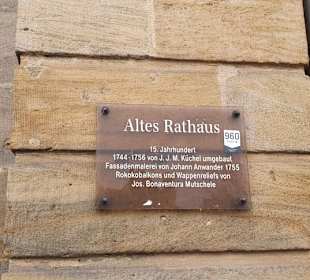 Altes Rathaus
960
15. Jahrhundert
1744-1756 von J. J. M. Küchel umgebaut
Fassadenmalerei von Johann Anwander 1755
Rokokobalkons und Wappenreliefs von
Jos. Bonaventura Mutschele